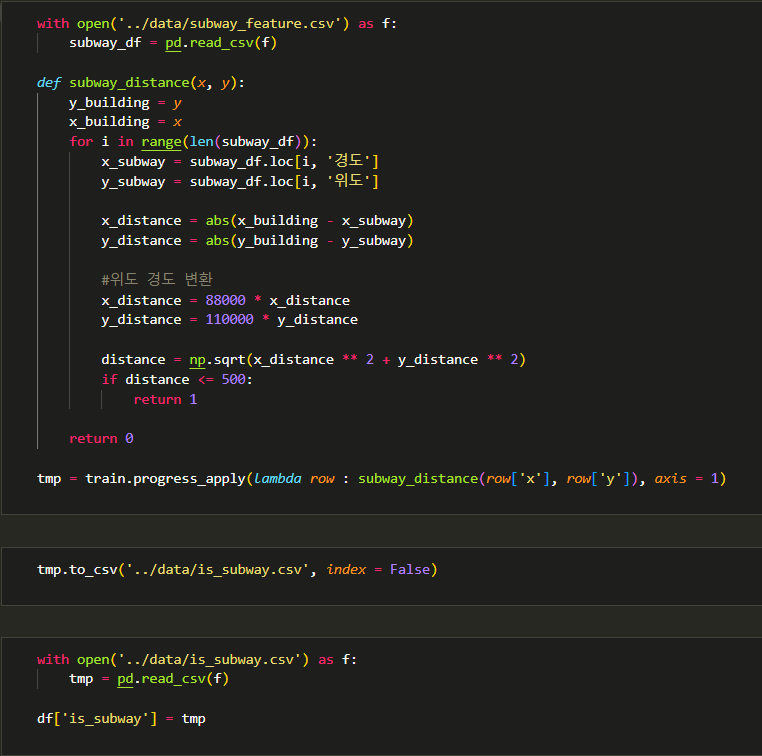 with open('../data/subway_feature.csv') as f:
    subway_df = pd.read_csv(f)
def subway_distance(x, y):
    y_building = y
    x_building = x
    for i in range(len(subway_df)):
        x_subway = subway_df.loc[i, '경도']
        y_subway = subway_df.loc[i, '위도']
        x_distance = abs(x_building - x_subway)
        y_distance = abs(y_building - y_subway)
        #위도 경도 변환
        x_distance = 88000 * x_distance
        y_distance = 110000 * y_distance
        distance = np.sqrt(x_distance ** 2 + y_distance ** 2)
        if distance <= 500:
            return 1
    return 0
tmp = train.progress_apply(lambda row : subway_distance(row['x'], row['y']), axis = 1)
tmp.to_csv('../data/is_subway.csv', index = False)
with open('../data/is_subway.csv') as f:
    tmp = pd.read_csv(f)
df['is_subway'] = tmp